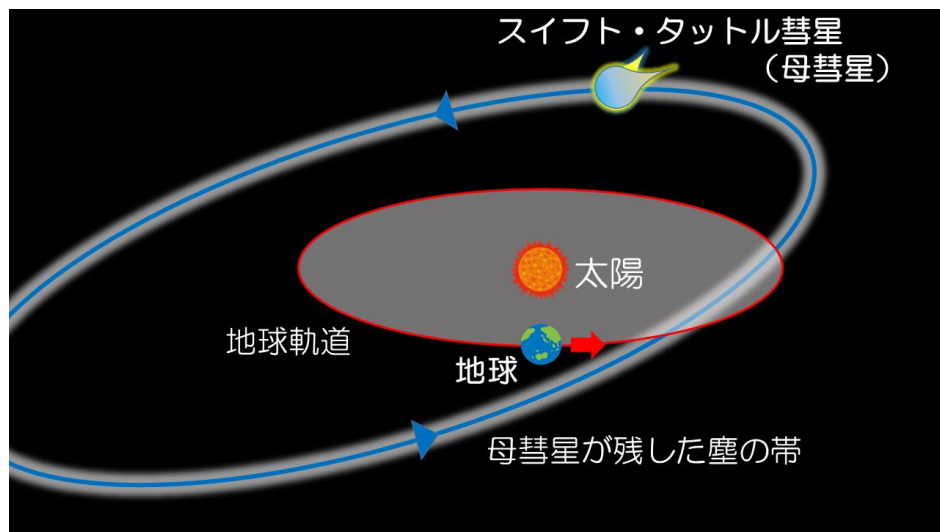 スイフト・タットル彗星
（母彗星）
太陽
地球軌道
地球
母彗星が残した塵の帯